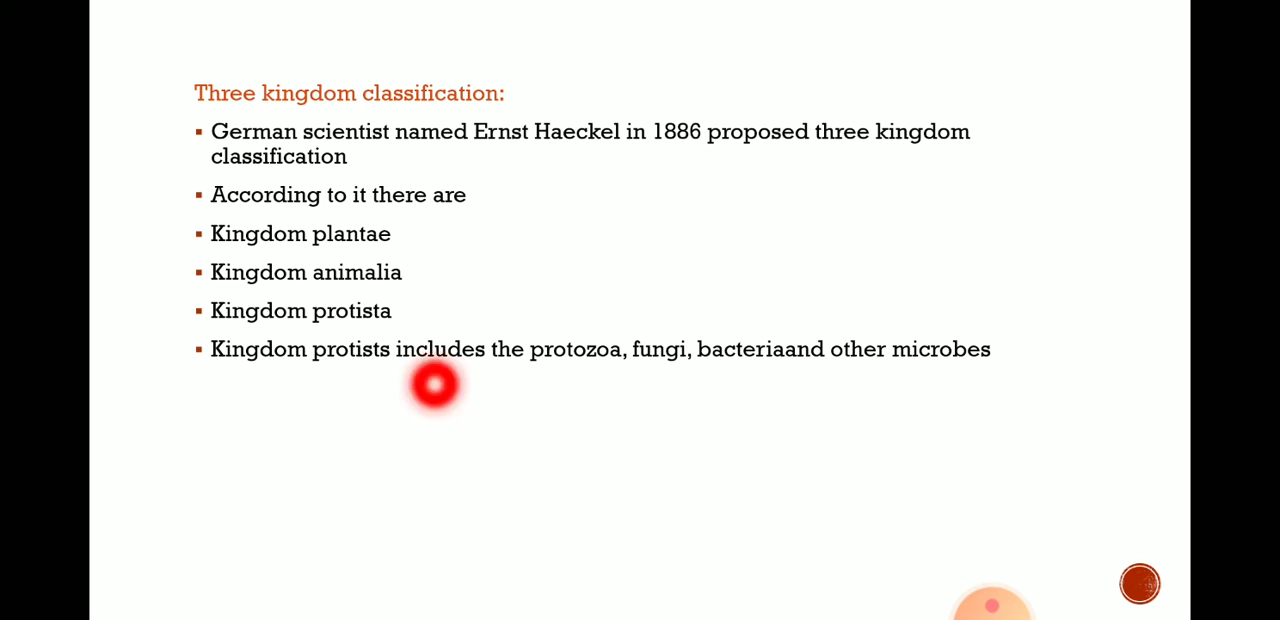 Three kingdom classification:
▪ German scientist named Ernst Haeckel in 1886 proposed three kingdom
classification
▪ According to it there are
▪ Kingdom plantae
▪ Kingdom animalia
▪ Kingdom protista
▪ Kingdom protists includes the protozoa, fungi, bacteriaand other microbes